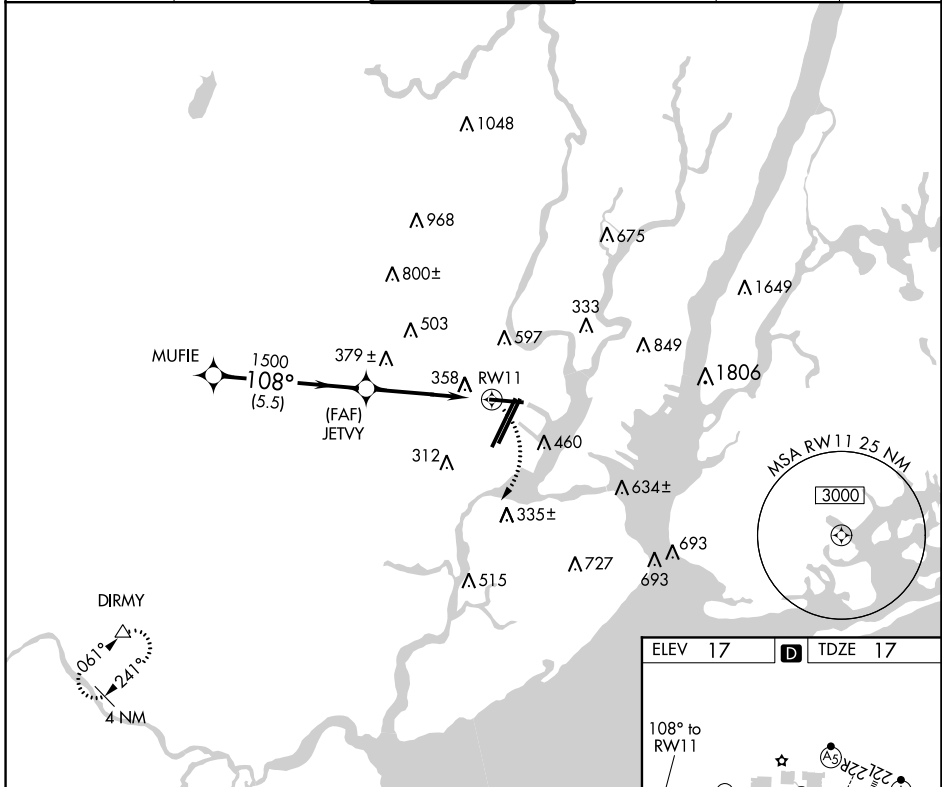 1048
968
675
800±
1649
333
503
597
849
MUFIE
1500
379±
108°
(5.5)
358
RW11
1806
(FAF)
JETVY
460
MSA RW11 25 NM
312
3000
634±
335±
693
727
693
515
DIRMY
061°
241°
4 NM
ELEV 17
D
TDZE 17
108° to
RW11
A5
22R
22L